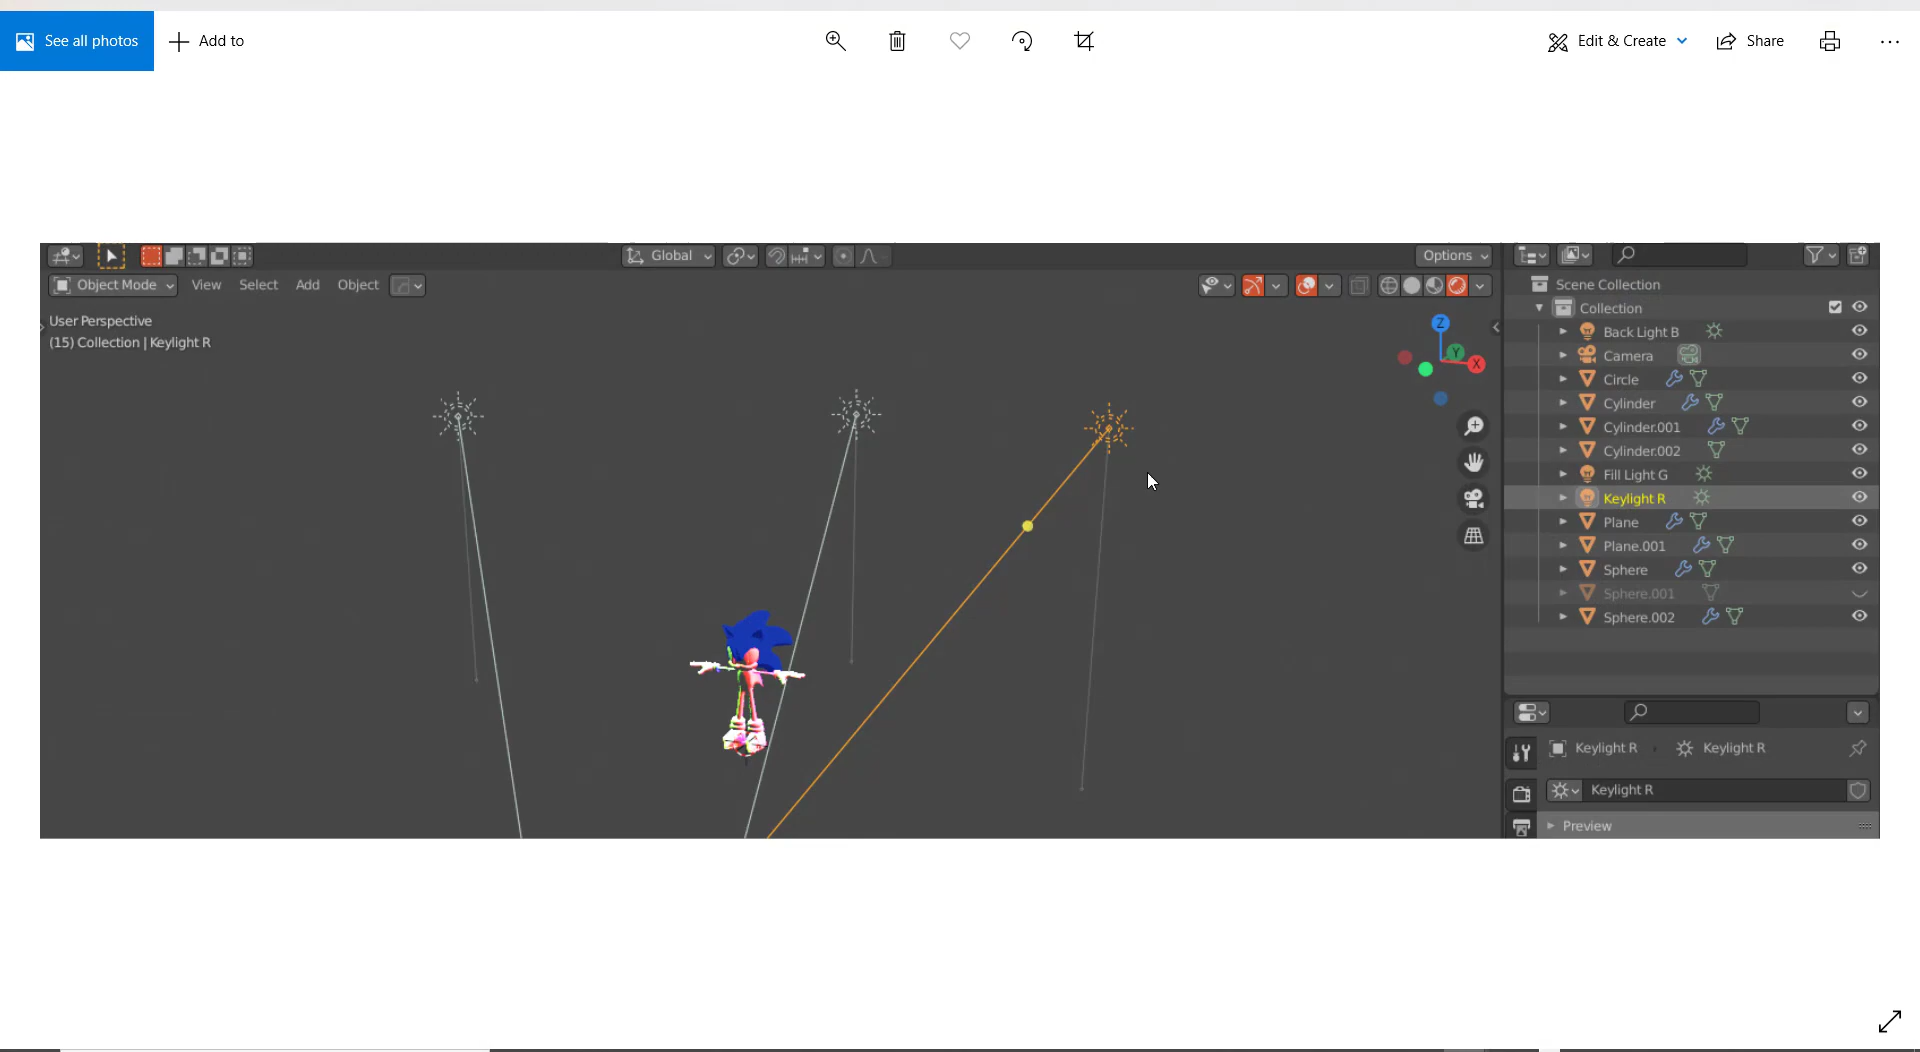 See all photos
Add to
Edit & Create
Share
Global
Options
Object Mode
View
Select
Add
Object
User Perspective
(15) Collection | Keylight R
Z
Y
X
Scene Collection
Collection
Back Light B
Camera
Circle
Cylinder
Cylinder.001
Cylinder.002
Fill Light G
Keylight R
Plane
Plane.001
Sphere
Sphere.001
Sphere.002
Keylight R
Keylight R
Keylight R
Preview